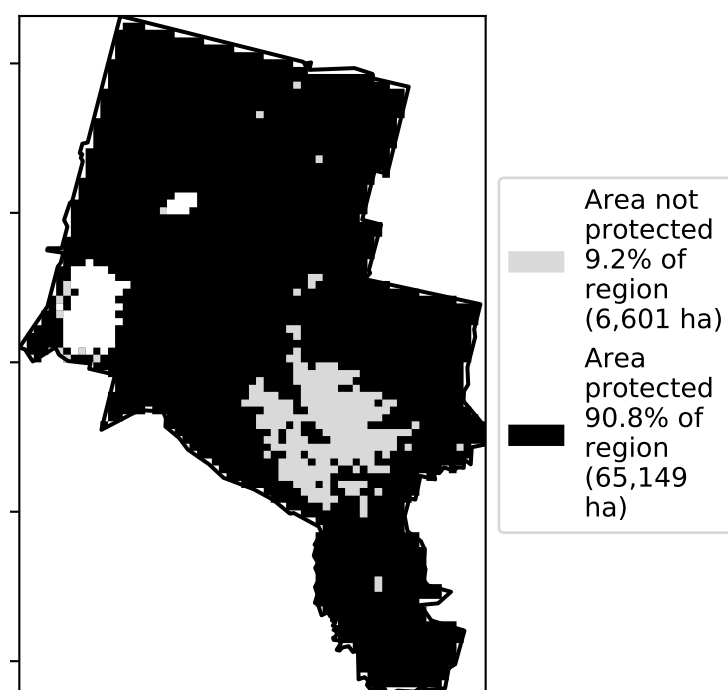 Area not
protected
9.2% of
region
(6,601 ha)
Area
protected
90.8% of
region
(65,149
ha)